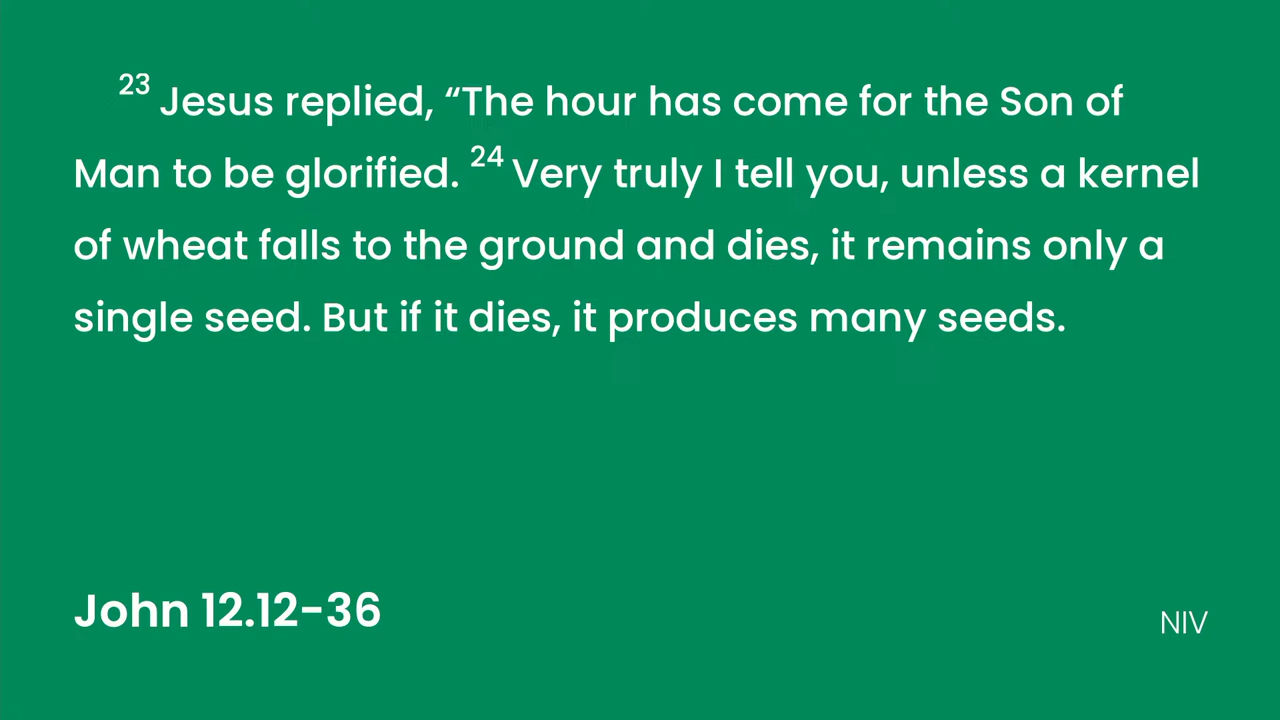 23 Jesus replied, “The hour has come for the Son of
Man to be glorified. 24 Very truly I tell you, unless a kernel
of wheat falls to the ground and dies, it remains only a
single seed. But if it dies, it produces many seeds.
John 12.12-36
NIV